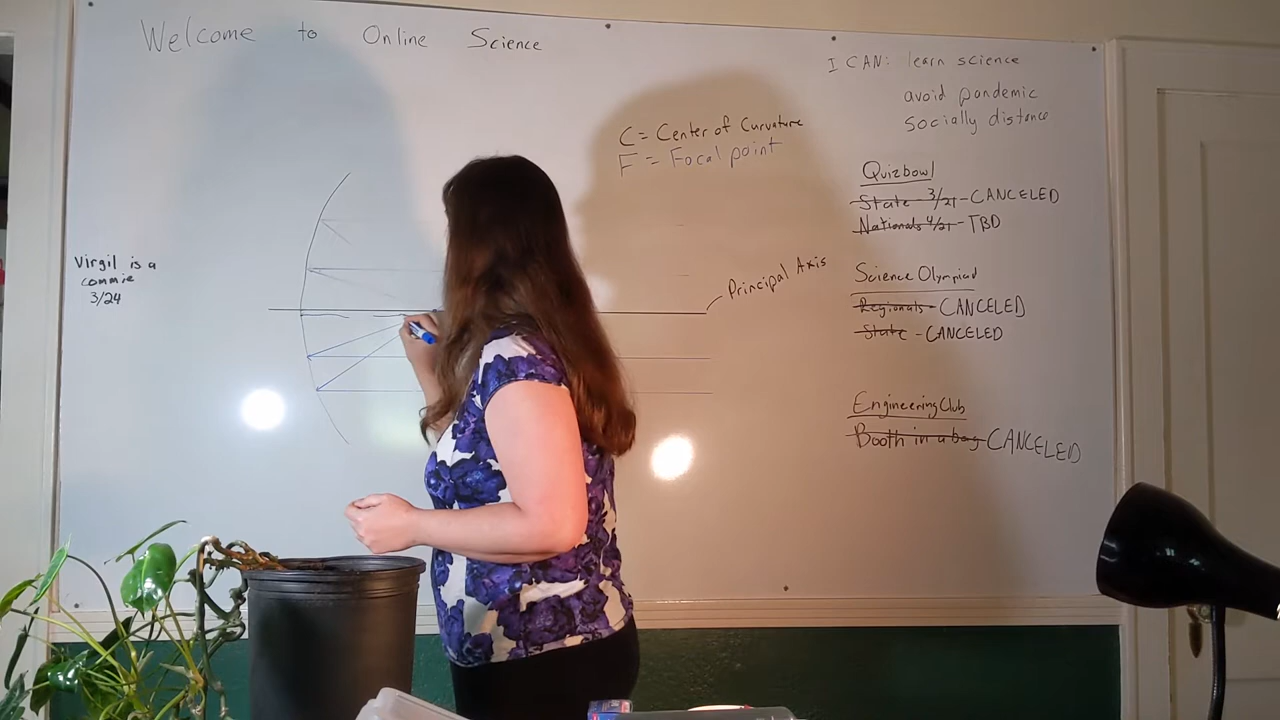 Welcome to Online Science
I CAN: learn science
avoid pandemic
socially distance
C = Center of Curvature
F = Focal point
Quizbowl
State 3/21 - CANCELED
Nationals 4/21 - TBD
Virgil is a
commie
3/24
Principal Axis
Science Olympiad
Regionals - CANCELED
State - CANCELED
Engineering Club
Booth in a bag CANCELED